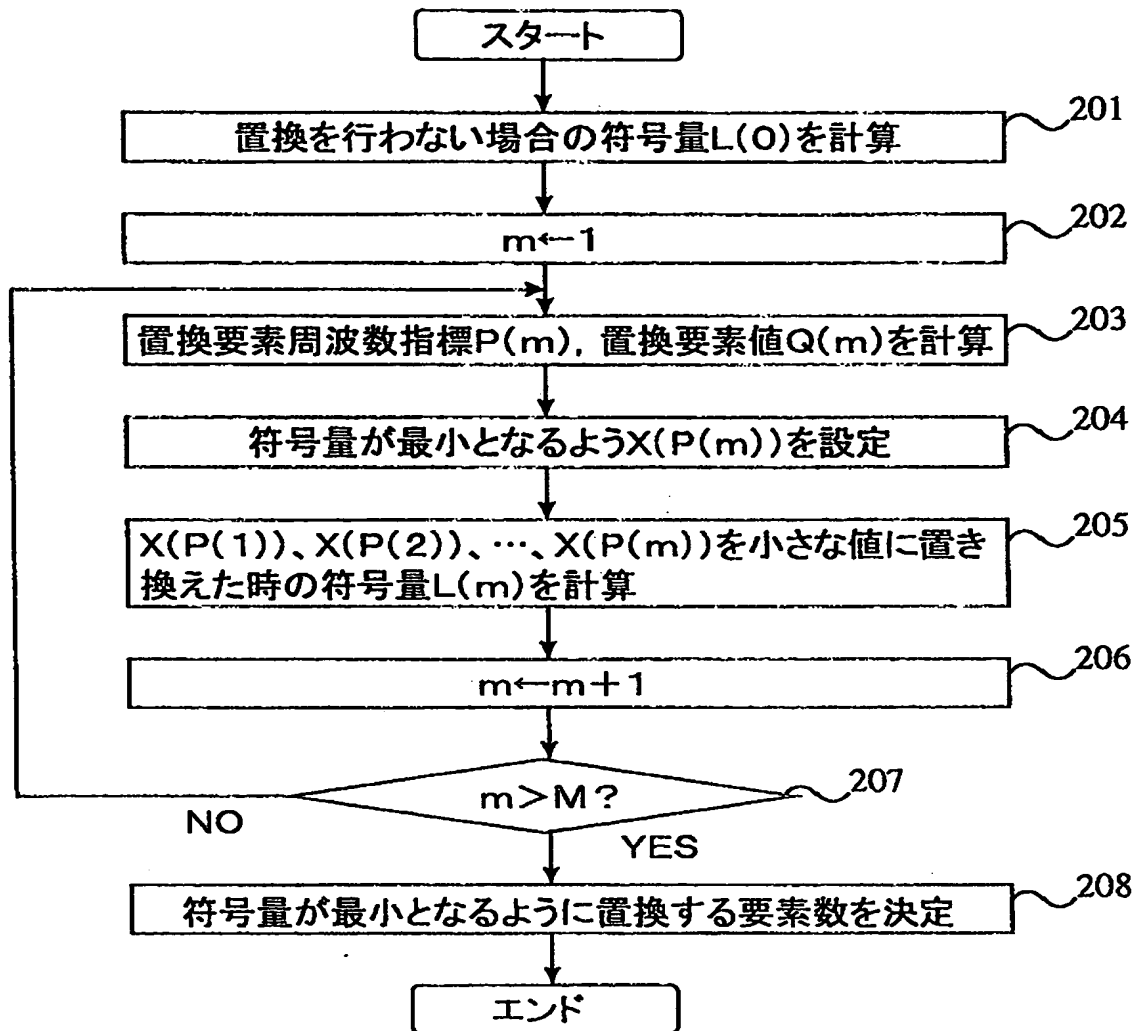 スタート
置換を行わない場合の符号量L(0)を計算
201
m←1
202
置換要素周波数指標P(m), 置換要素値Q(m)を計算
203
符号量が最小となるようX(P(m))を設定
204
X(P(1))、X(P(2))、…、X(P(m))を小さな値に置き
換えた時の符号量L(m)を計算
205
m←m+1
206
m>M?
207
NO
YES
符号量が最小となるように置換する要素数を決定
208
エンド